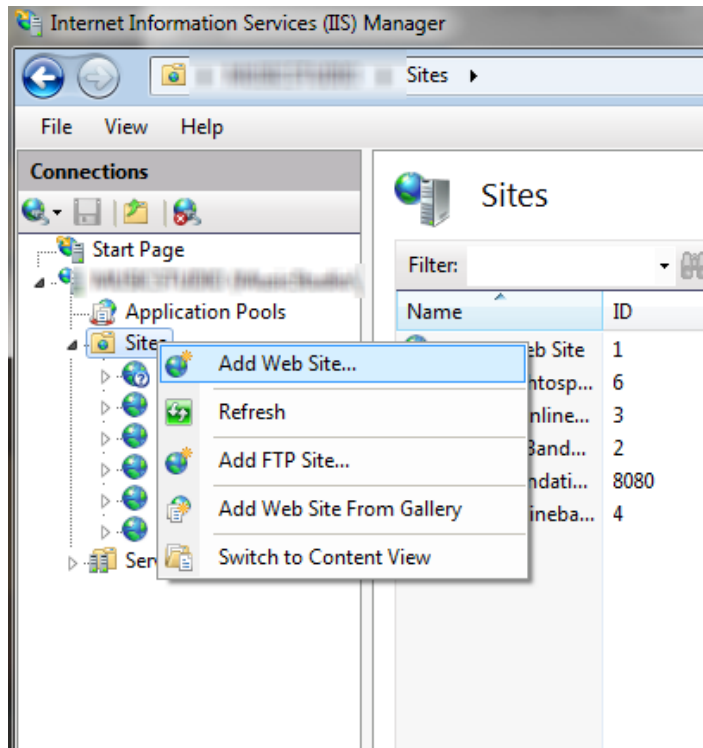 Internet Information Services (IIS) Manager
Sites
File View Help
Connections
Sites
Start Page
Filter:
Application Pools
Name ID
Sites
Add Web Site...
eb Site 1
ntosp... 6
Refresh
nline... 3
Band... 2
Add FTP Site...
ndati... 8080
Add Web Site From Gallery
ineba... 4
Switch to Content View